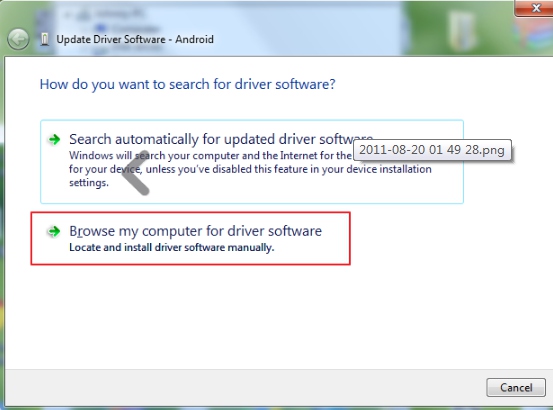 Update Driver Software - Android
How do you want to search for driver software?
Search automatically for updated driver software
Windows will search your computer and the Internet for the
for your device, unless you've disabled this feature in your device installation
settings.
2011-08-20 01 49 28.png
Browse my computer for driver software
Locate and install driver software manually.
Cancel